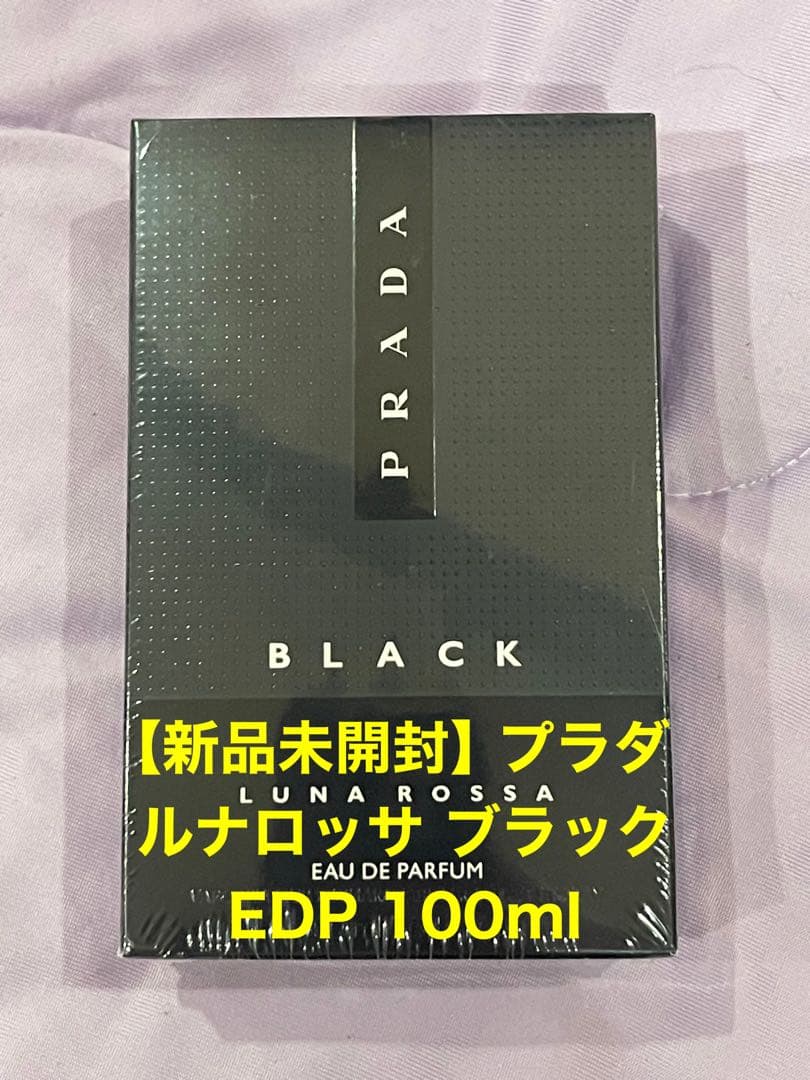 PRADA
BLACK
【新品未開封】プラダ
LUNA ROSSA
ルナロッサ ブラック
EAU DE PARFUM
EDP 100ml